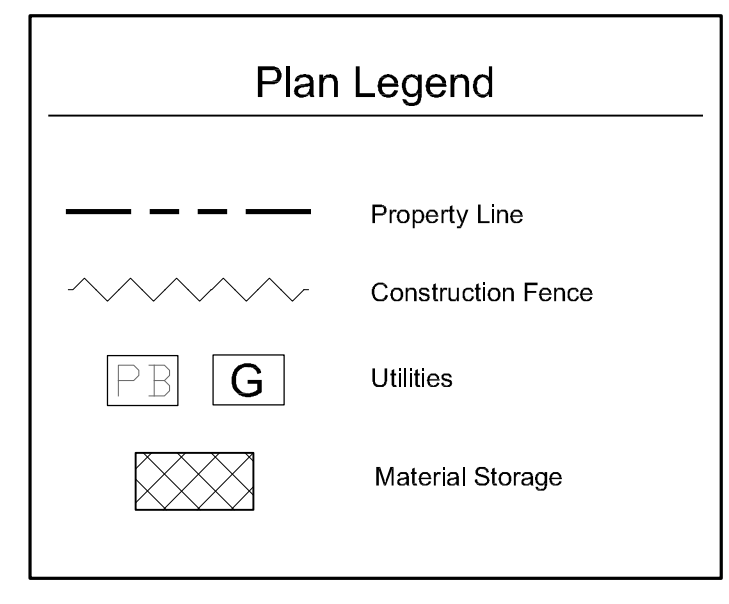 Plan Legend
Property Line
Construction Fence
PB G Utilities
Material Storage